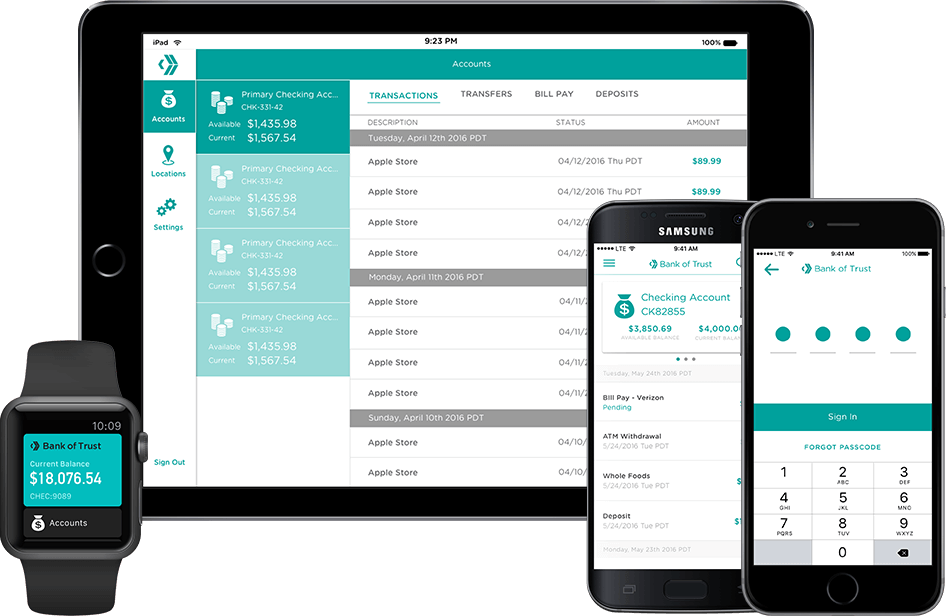 iPad
9:23 PM
100%
Accounts
Accounts
Locations
Settings
Sign Out
Primary Checking Acc...
CHK-331-42
Available $1,435.98
Current $1,567.54
Primary Checking Acc...
CHK-331-42
Available $1,435.98
Current $1,567.54
Primary Checking Acc...
CHK-331-42
Available $1,435.98
Current $1,567.54
Primary Checking Acc...
CHK-331-42
Available $1,435.98
Current $1,567.54
TRANSACTIONS TRANSFERS BILL PAY DEPOSITS
DESCRIPTION STATUS AMOUNT
Tuesday, April 12th 2016 PDT
Apple Store 04/12/2016 Thu PDT $89.99
Apple Store 04/12/2016 Thu PDT $89.99
Apple Store 04/12/2
Apple Store 04/12/
Monday, April 11th 2016 PDT
Apple Store 04/11/
Apple Store 04/11/2
Apple Store 04/11/
Apple Store 04/11/2
Sunday, April 10th 2016 PDT
Apple Store 04/10/
Apple Store 04/10/
10:09
Bank of Trust
Current Balance
$18,076.54
CHEC:9089
Accounts
SAMSUNG
LTE 9:41 AM
Bank of Trust
Checking Account
CK82855
$3,850.69 $4,000.0
AVAILABLE BALANCE CURRENT BALA
Tuesday, May 24th 2016 PDT
Bill Pay - Verizon
Pending
ATM Withdrawal
5/24/2016 Tue PDT
Whole Foods
5/24/2016 Tue PDT
$
Deposit
5/24/2016 Tue PDT
$1
Monday, May 23th 2016 PDT
LTE 9:41 AM 100%
Bank of Trust
Sign In
FORGOT PASSCODE
1 2 3
ABC DEF
4 5 6
GHI JKL MNO
7 8 9
PQRS TUV WXYZ
0